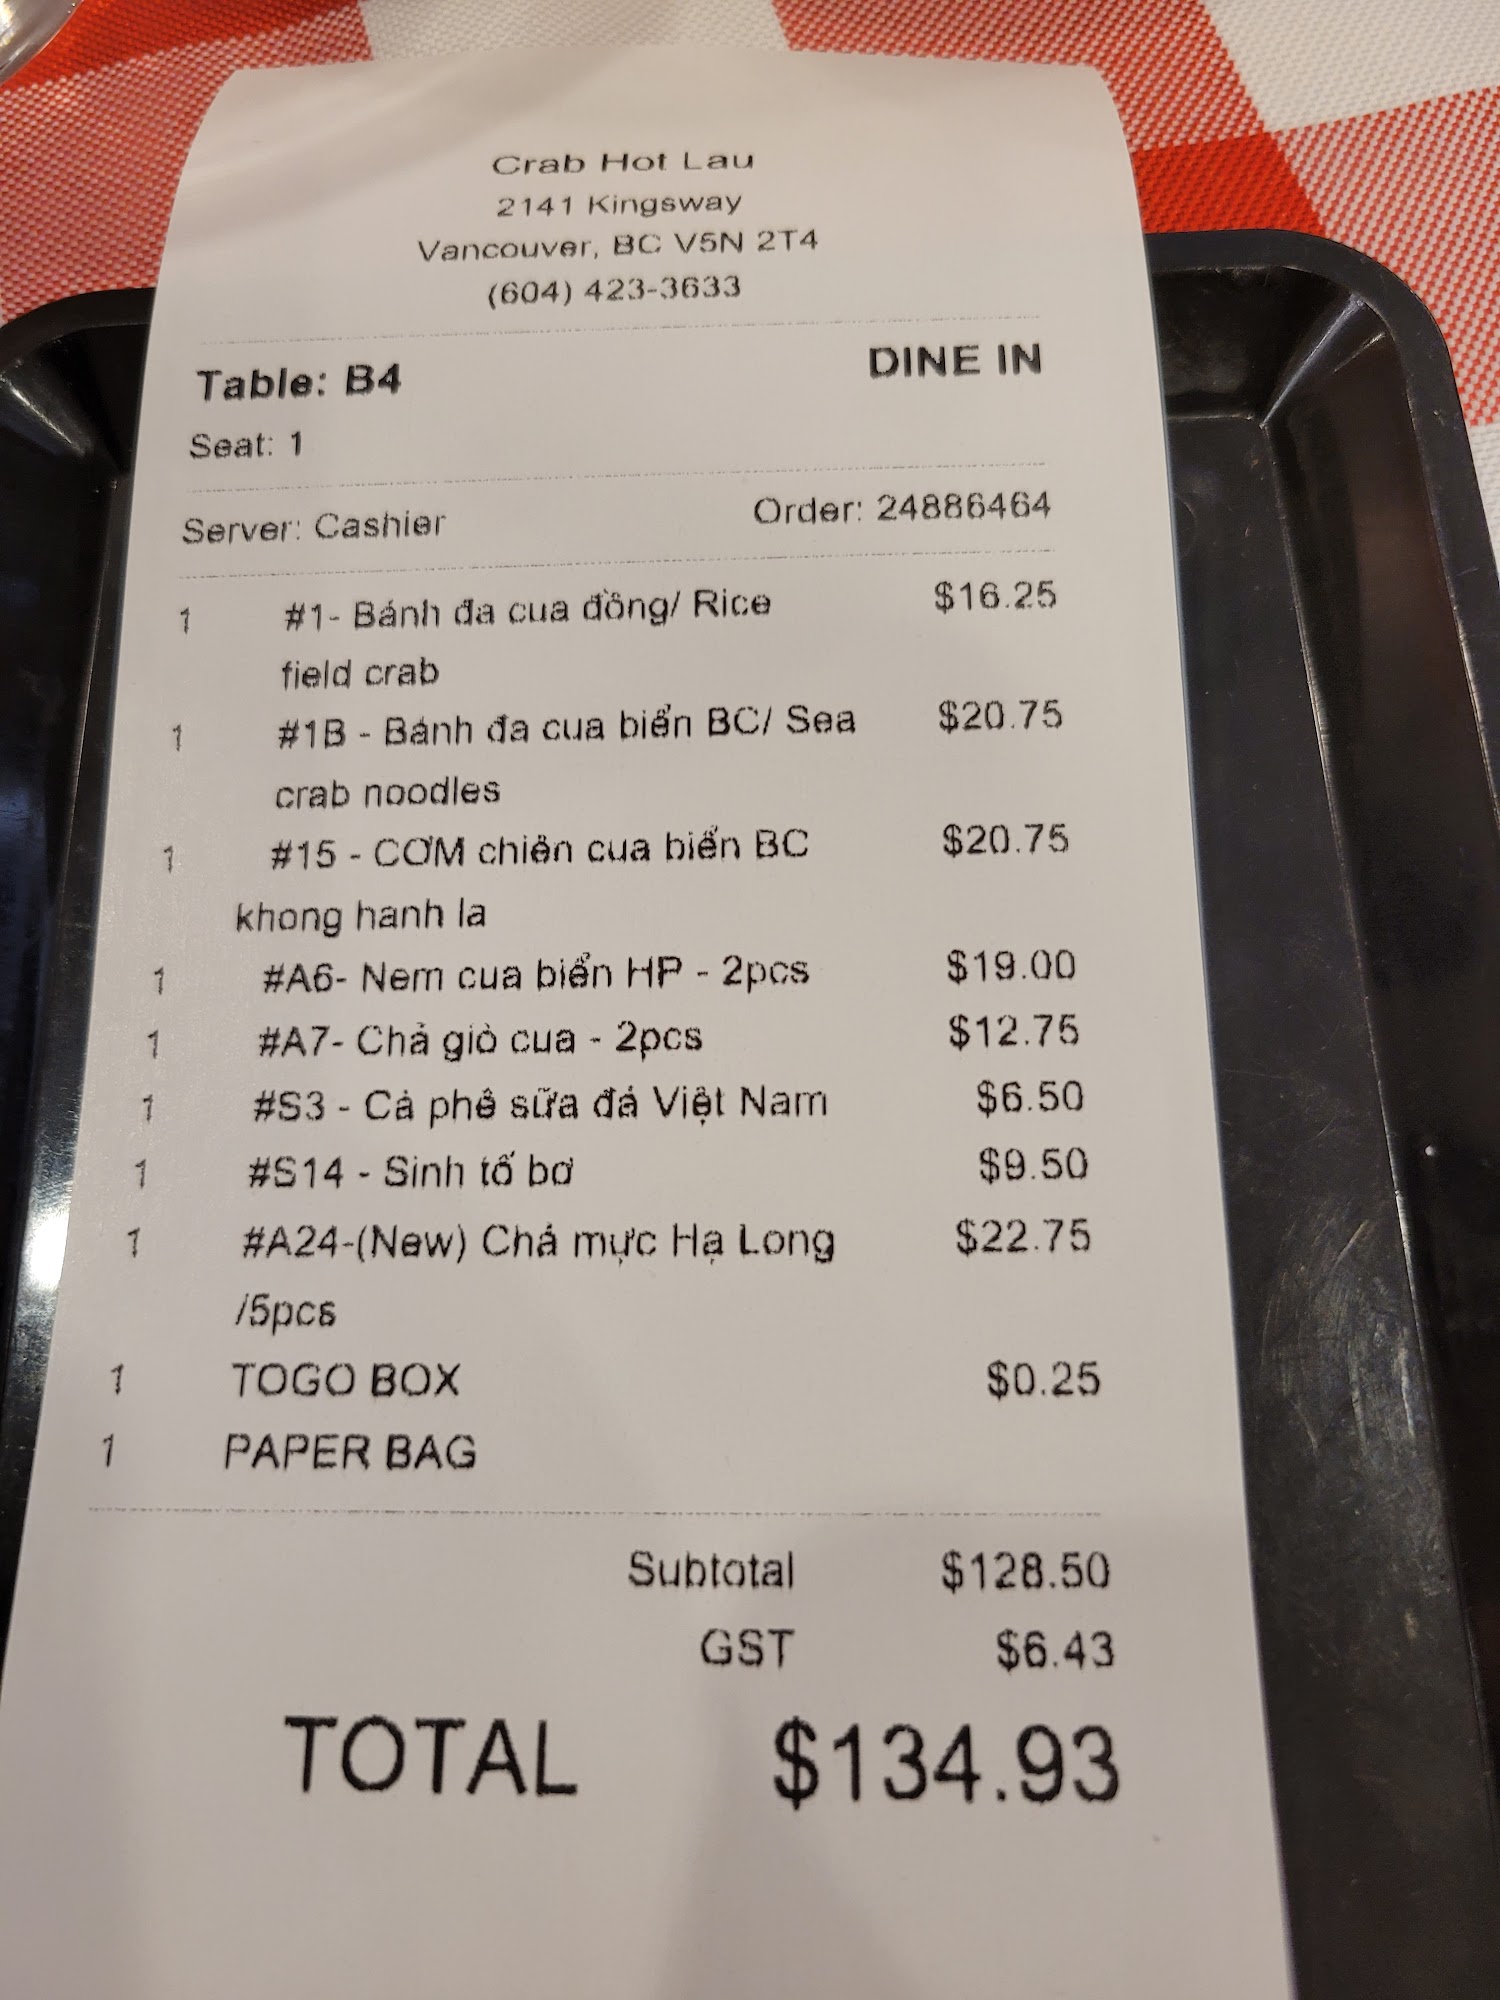 Crab Hot Lau
2141 Kingsway
Vancouver, BC V5N 2T4
(604) 423-3633
Table: B4 DINE IN
Seat: 1
Server: Cashier Order: 24886464
1 #1- Bánh đa cua đồng/ Rice $16.25
field crab
1 #1B - Bánh đa cua biển BC/ Sea $20.75
crab noodles
1 #15 - CƠM chiên cua biển BC $20.75
khong hanh la
1 #A6- Nem cua biển HP - 2pcs $19.00
1 #A7- Chả giò cua - 2pcs $12.75
1 #S3 - Cà phê sữa đá Việt Nam $6.50
1 #S14 - Sinh tố bơ $9.50
1 #A24-(New) Chả mực Hạ Long $22.75
/5pcs
1 TOGO BOX $0.25
1 PAPER BAG
Subtotal $128.50
GST $6.43
TOTAL $134.93